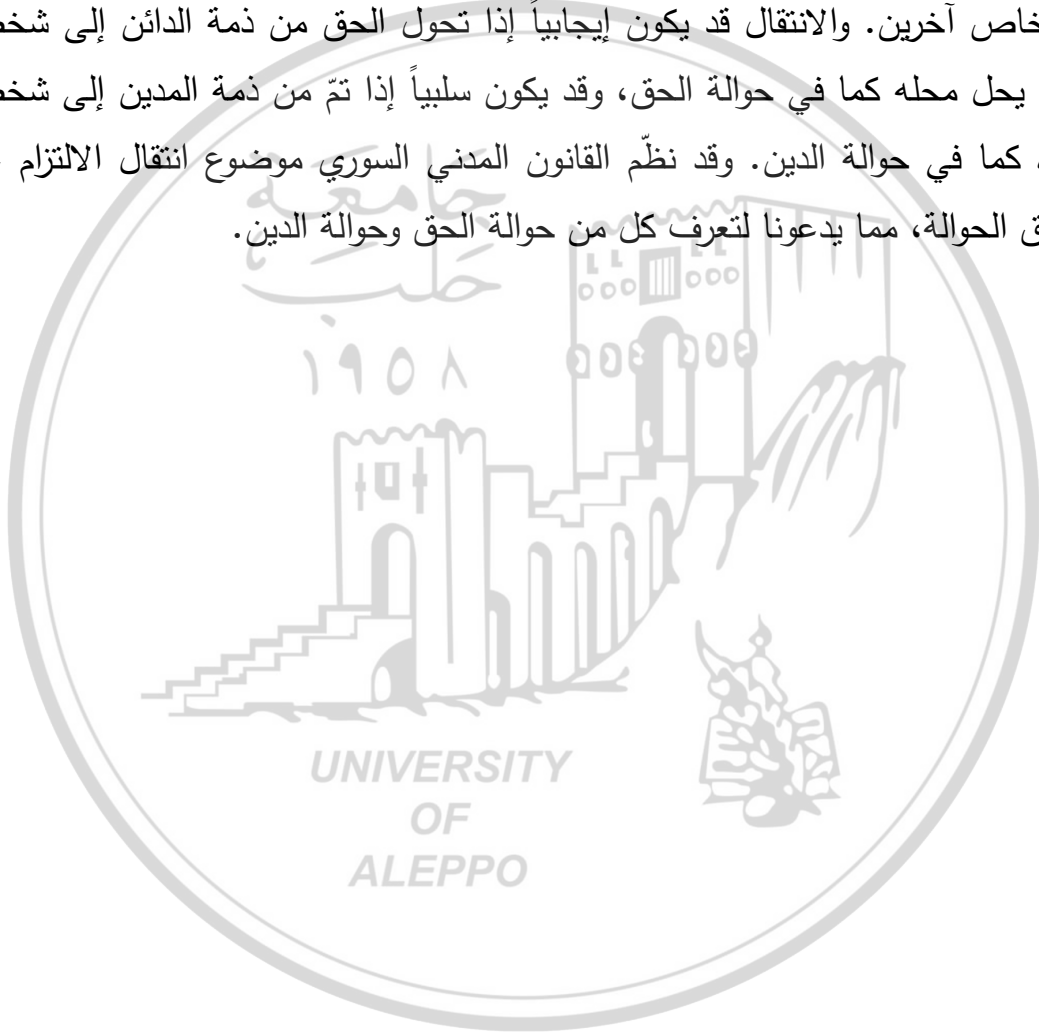 خاص آخرين. والانتقال قد يكون إيجابياً إذا تحول الحق من ذمة الدائن إلى شخص
يحل محله كما في حوالة الحق، وقد يكون سلبياً إذا تمّ من ذمة المدين إلى شخص
، كما في حوالة الدين. وقد نظّم القانون المدني السوري موضوع انتقال الالتزام
ق الحوالة، مما يدعونا لتعرف كل من حوالة الحق وحوالة الدين.
جامعة
حلب
١٩٥٨
UNIVERSITY
OF
ALEPPO